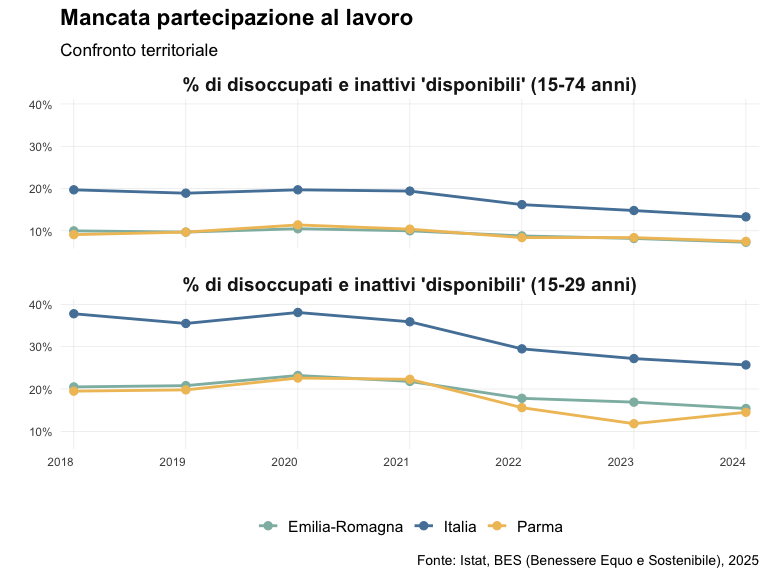 Mancata partecipazione al lavoro
Confronto territoriale
% di disoccupati e inattivi 'disponibili' (15-74 anni)
40%
30%
20%
10%
% di disoccupati e inattivi 'disponibili' (15-29 anni)
40%
30%
20%
10%
2018 2019 2020 2021 2022 2023 2024
Emilia-Romagna Italia Parma
Fonte: Istat, BES (Benessere Equo e Sostenibile), 2025